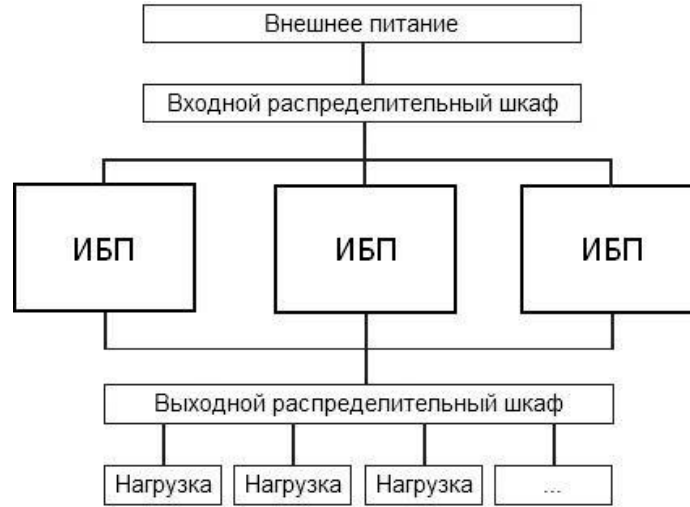 Внешнее питание
Входной распределительный шкаф
ИБП
ИБП
ИБП
Выходной распределительный шкаф
Нагрузка
Нагрузка
Нагрузка
...